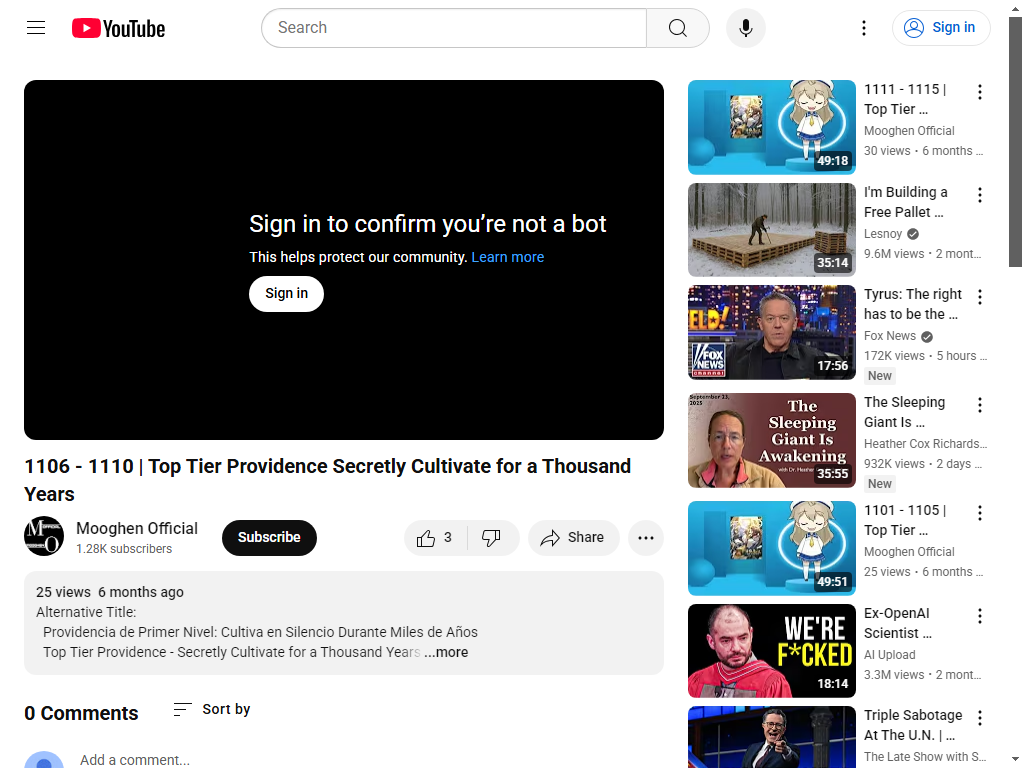 YouTube
Search
Sign in
Sign in to confirm you're not a bot
This helps protect our community. Learn more
Sign in
1106 - 1110 | Top Tier Providence Secretly Cultivate for a Thousand
Years
Mooghen Official
1.28K subscribers
Subscribe
3
Share
25 views 6 months ago
Alternative Title:
Providencia de Primer Nivel: Cultiva en Silencio Durante Miles de Años
Top Tier Providence - Secretly Cultivate for a Thousand Years ...more
0 Comments
Sort by
Add a comment...
49:18
1111 - 1115 |
Top Tier ...
Mooghen Official
30 views • 6 months ...
35:14
I'm Building a
Free Pallet ...
Lesnoy
9.6M views • 2 mont...
FOX
NEWS
channel
17:56
Tyrus: The right
has to be the ...
Fox News
172K views • 5 hours ...
New
September 23,
2025
The
Sleeping
Giant Is
Awakening
35:55
The Sleeping
Giant Is ...
Heather Cox Richards...
932K views • 2 days ...
New
49:51
1101 - 1105 |
Top Tier ...
Mooghen Official
25 views • 6 months ...
WE'RE
F*CKED
18:14
Ex-OpenAI
Scientist ...
AI Upload
3.3M views • 2 mont...
Triple Sabotage
At The U.N. | ...
The Late Show with S...